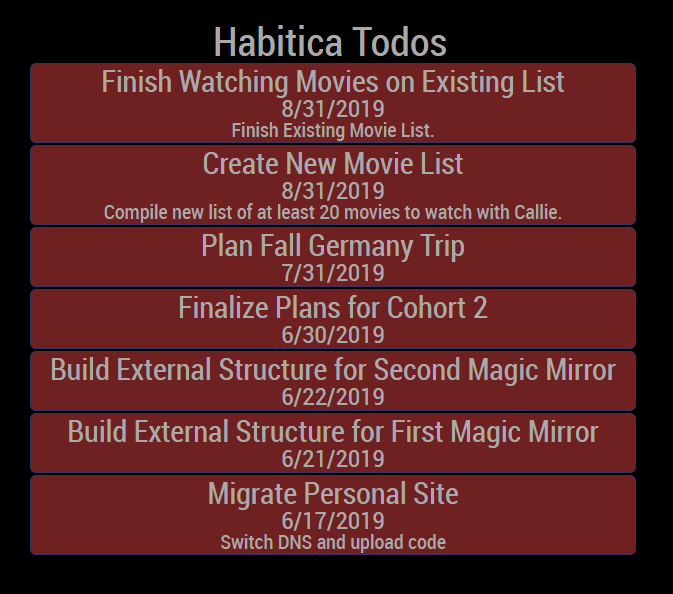 Habitica Todos
Finish Watching Movies on Existing List
8/31/2019
Finish Existing Movie List.
Create New Movie List
8/31/2019
Compile new list of at least 20 movies to watch with Callie.
Plan Fall Germany Trip
7/31/2019
Finalize Plans for Cohort 2
6/30/2019
Build External Structure for Second Magic Mirror
6/22/2019
Build External Structure for First Magic Mirror
6/21/2019
Migrate Personal Site
6/17/2019
Switch DNS and upload code